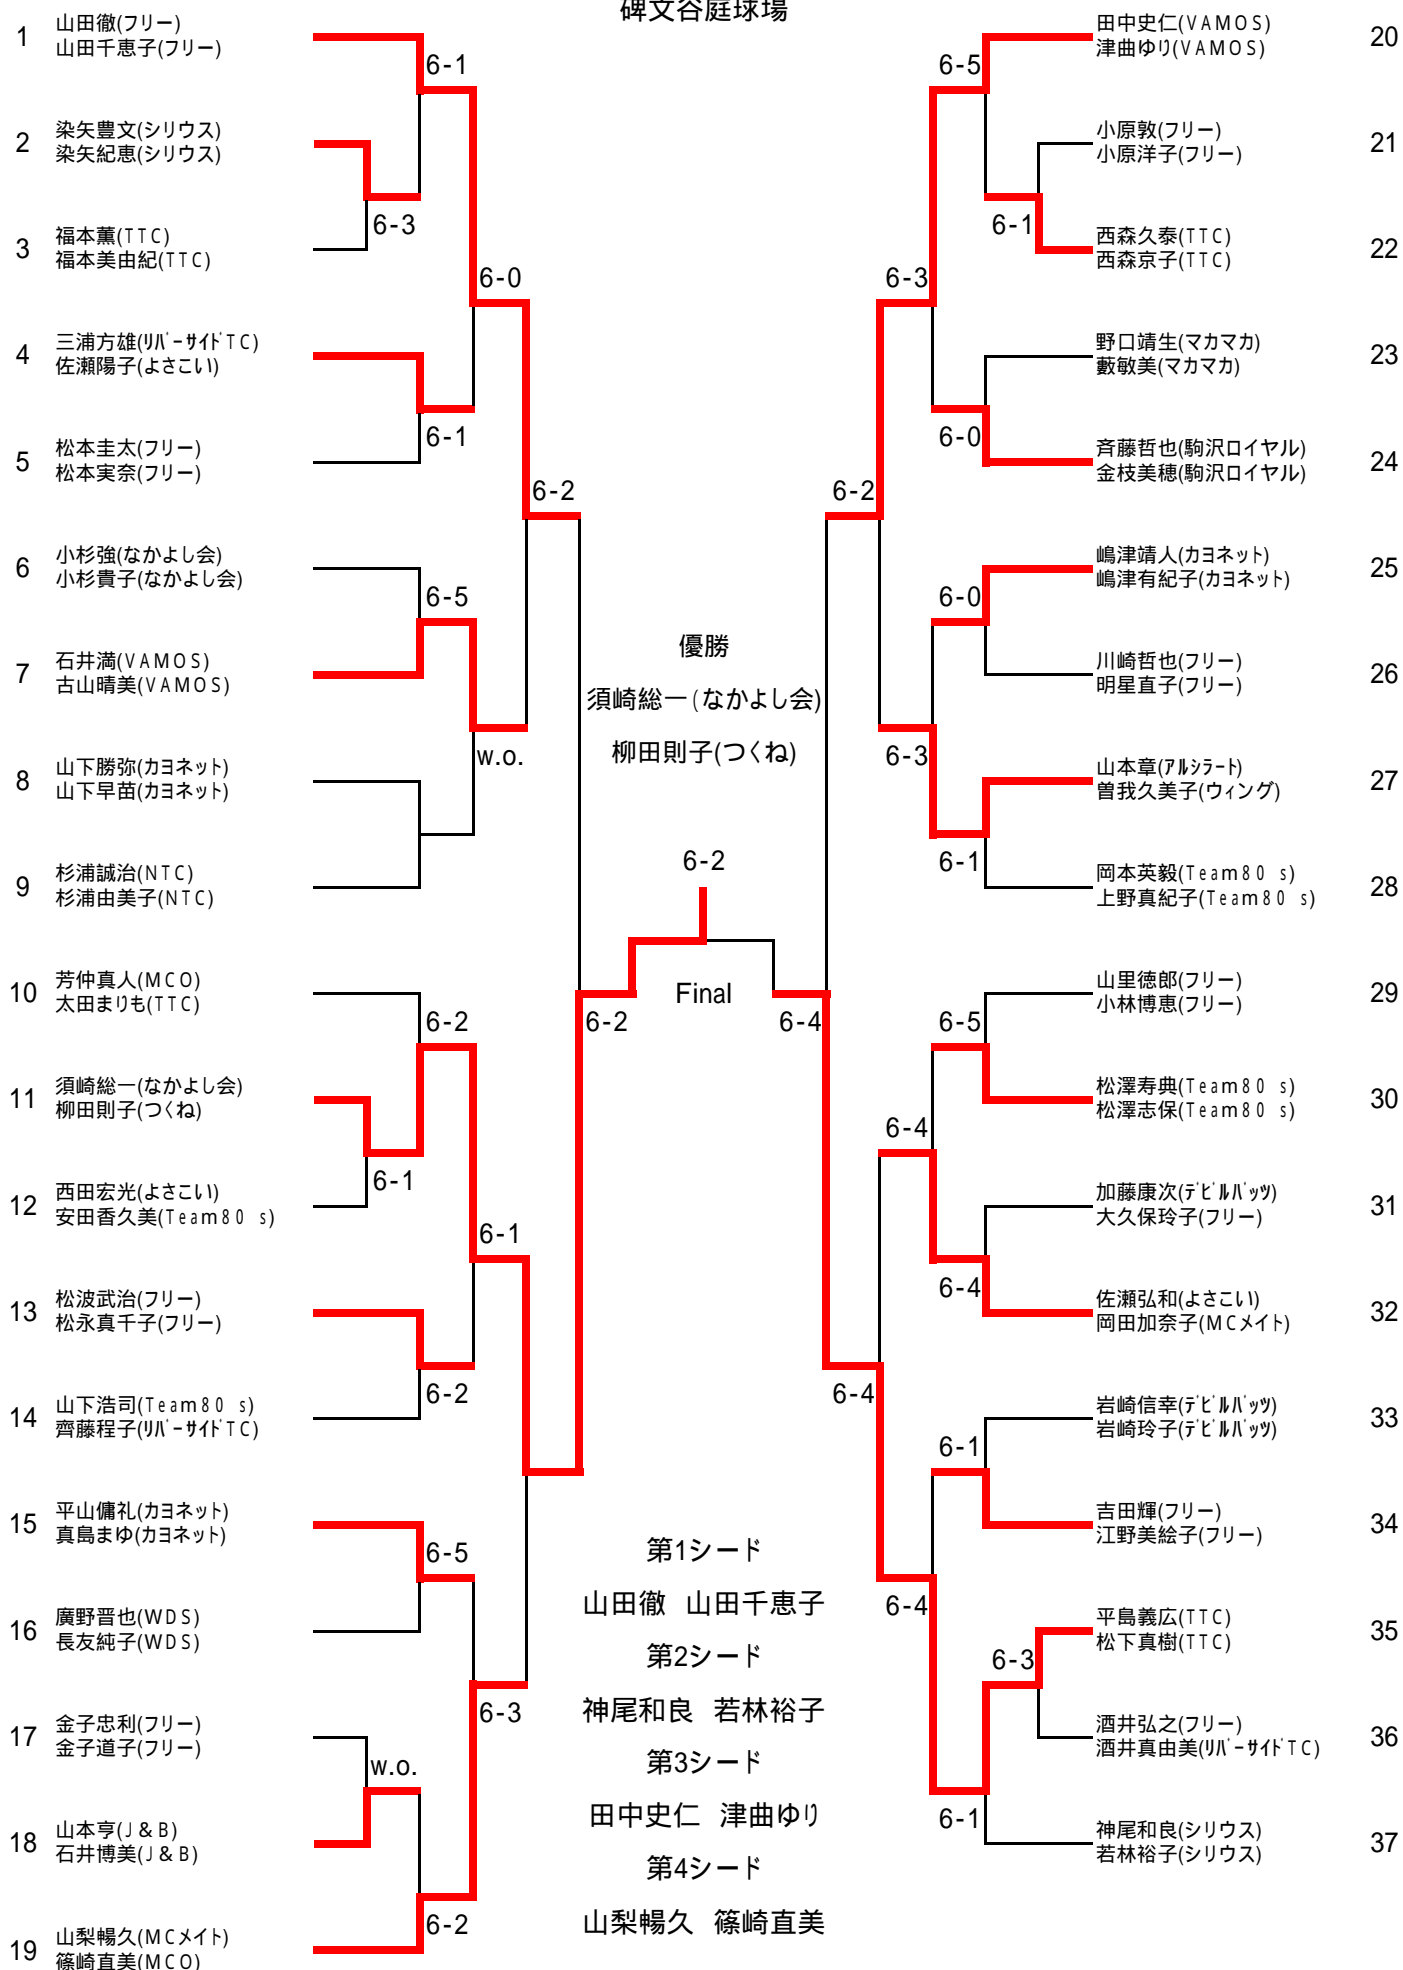 碑文谷庭球場
1
山田徹(フリー)
山田千恵子(フリー)
6-1
2
染矢豊文(シリウス)
染矢紀恵(シリウス)
6-3
3
福本薫(TTC)
福本美由紀(TTC)
6-0
4
三浦方雄(リバーサイドTC)
佐瀬陽子(よさこい)
6-1
5
松本圭太(フリー)
松本実奈(フリー)
6-2
6
小杉強(なかよし会)
小杉貴子(なかよし会)
6-5
7
石井満(VAMOS)
古山晴美(VAMOS)
w.o.
8
山下勝弥(カヨネット)
山下早苗(カヨネット)
9
杉浦誠治(NTC)
杉浦由美子(NTC)
10
芳仲真人(MCO)
太田まりも(TTC)
6-2
6-2
11
須崎総一(なかよし会)
柳田則子(つくね)
6-1
12
西田宏光(よさこい)
安田香久美(Team80 s)
6-1
13
松波武治(フリー)
松永真千子(フリー)
6-2
14
山下浩司(Team80 s)
齊藤程子(リバーサイドTC)
15
平山傭礼(カヨネット)
真島まゆ(カヨネット)
6-5
16
廣野晋也(WDS)
長友純子(WDS)
6-3
17
金子忠利(フリー)
金子道子(フリー)
w.o.
18
山本亨(J&B)
石井博美(J&B)
6-2
19
山梨暢久(MCメイト)
篠崎直美(MCO)
優勝
須崎総一(なかよし会)
柳田則子(つくね)
6-2
Final
第1シード
山田徹 山田千恵子
第2シード
神尾和良 若林裕子
第3シード
田中史仁 津曲ゆり
第4シード
山梨暢久 篠崎直美
田中史仁(VAMOS)
津曲ゆり(VAMOS)
20
6-5
小原敦(フリー)
小原洋子(フリー)
21
6-1
西森久泰(TTC)
西森京子(TTC)
22
6-3
野口靖生(マカマカ)
藪敏美(マカマカ)
23
6-0
斉藤哲也(駒沢ロイヤル)
金枝美穂(駒沢ロイヤル)
24
6-2
嶋津靖人(カヨネット)
嶋津有紀子(カヨネット)
25
6-0
川崎哲也(フリー)
明星直子(フリー)
26
6-3
山本章(アルシラート)
曽我久美子(ウィング)
27
6-1
岡本英毅(Team80 s)
上野真紀子(Team80 s)
28
山里徳郎(フリー)
小林博恵(フリー)
29
6-4
6-5
松澤寿典(Team80 s)
松澤志保(Team80 s)
30
6-4
加藤康次(デビルバッツ)
大久保玲子(フリー)
31
6-4
佐瀬弘和(よさこい)
岡田加奈子(MCメイト)
32
6-4
岩崎信幸(デビルバッツ)
岩崎玲子(デビルバッツ)
33
6-1
吉田輝(フリー)
江野美絵子(フリー)
34
6-4
平島義広(TTC)
松下真樹(TTC)
35
6-3
酒井弘之(フリー)
酒井真由美(リバーサイドTC)
36
6-1
神尾和良(シリウス)
若林裕子(シリウス)
37